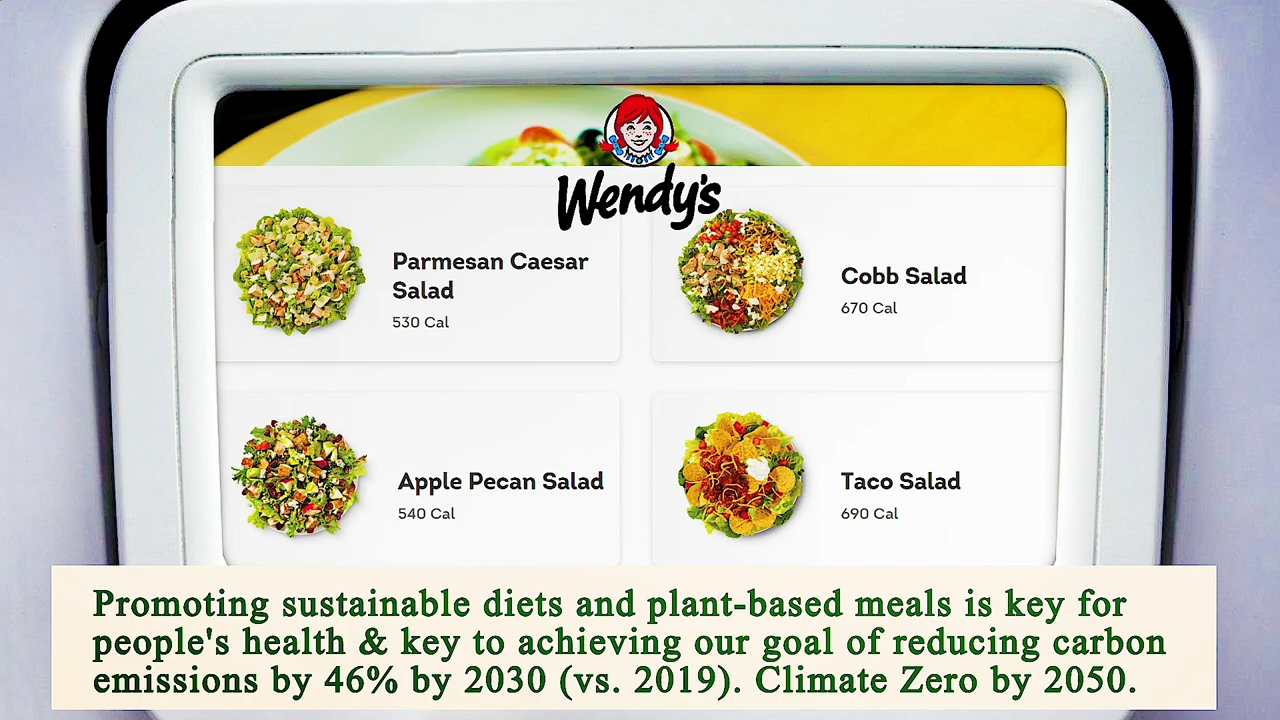 Wendy's
Parmesan Caesar
Salad
530 Cal
Cobb Salad
670 Cal
Apple Pecan Salad
540 Cal
Taco Salad
690 Cal
Promoting sustainable diets and plant-based meals is key for
people's health & key to achieving our goal of reducing carbon
emissions by 46% by 2030 (vs. 2019). Climate Zero by 2050.